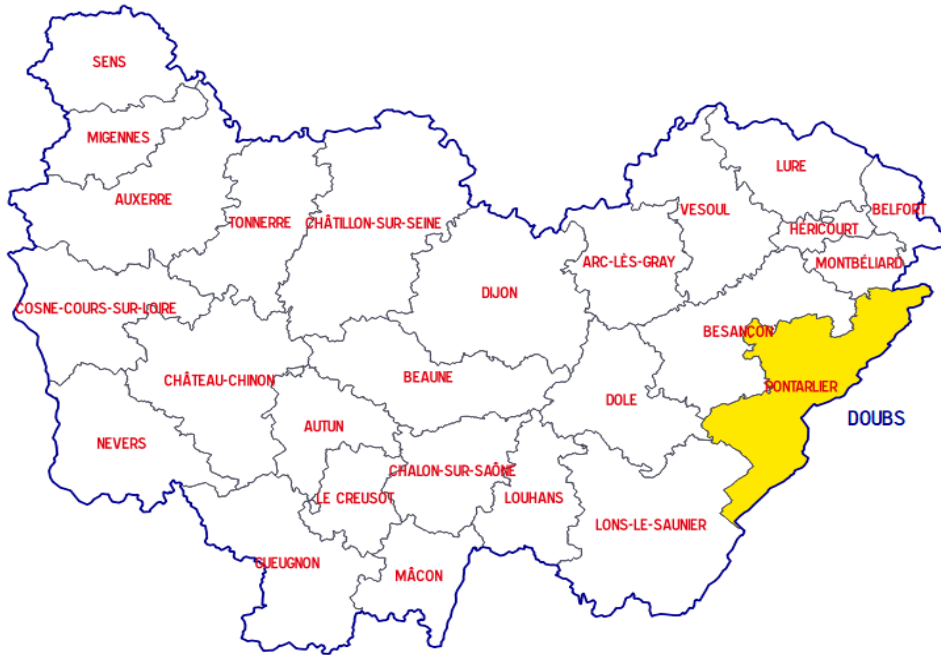 SENS
MIGENNES
AUXERRE
TONNERRE
CHÂTILLON-SUR-SEINE
LURE
VESOUL
BELFORT
HÉRICOURT
MONTBÉLIARD
ARC-LÈS-GRAY
DIJON
COSNE-COURS-SUR-LOIRE
BESANCON
CHÂTEAU-CHINON
BEAUNE
PONTARLIER
DOLE
DOUBS
AUTUN
NEVERS
CHALON-SUR-SAÔNE
LE CREUSOT
LOUHANS
LONS-LE-SAUNIER
GUEUGNON
MÂCON